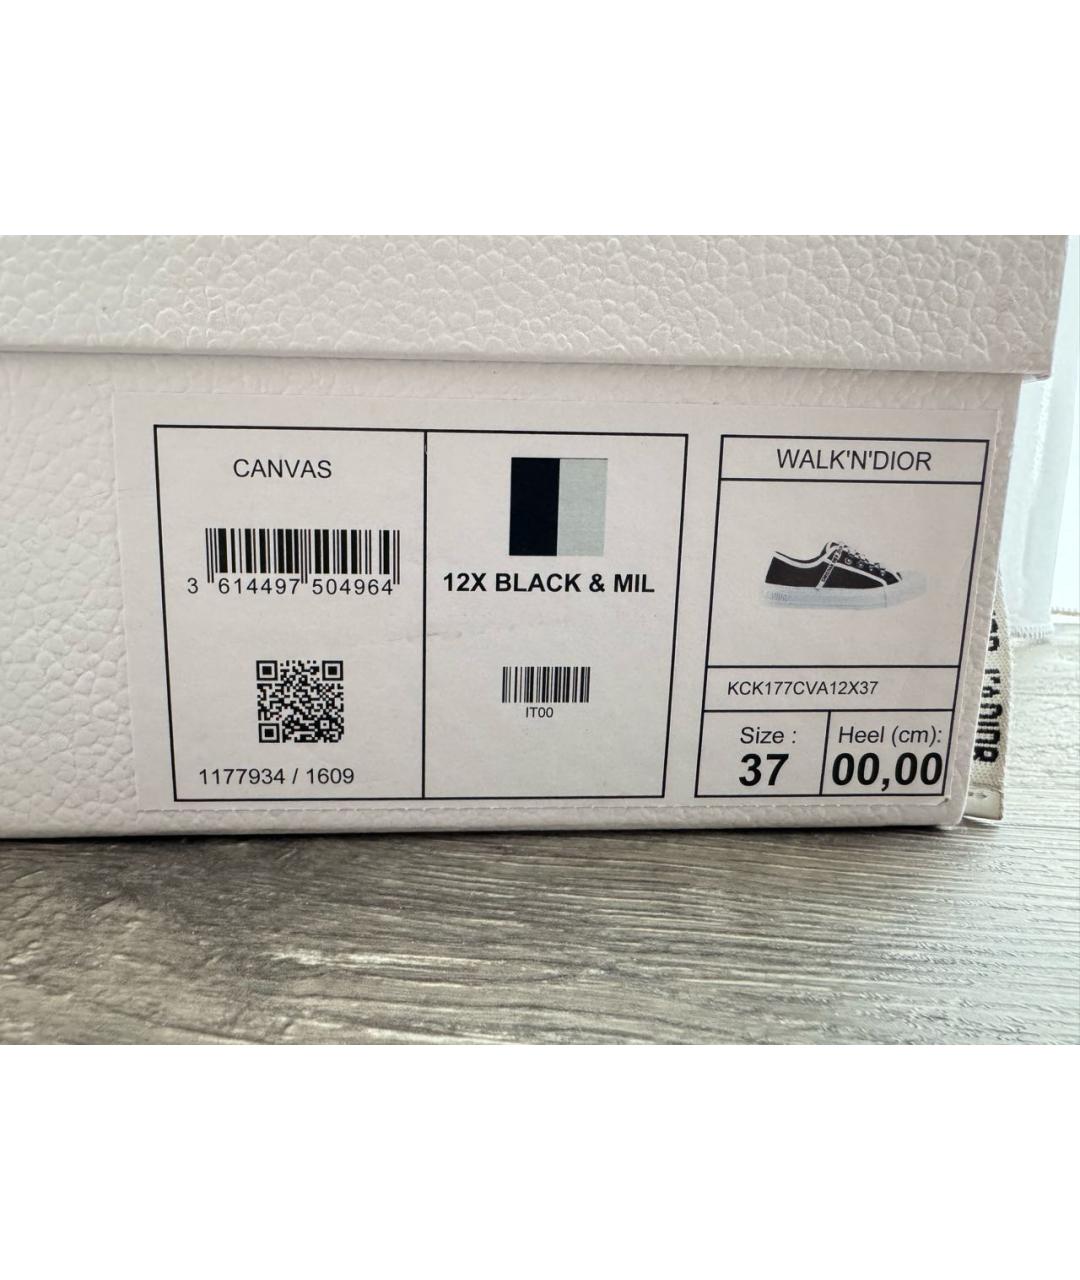 CANVAS
3 614497 504964
1177934 / 1609
12X BLACK & MIL
IT00
WALK'N'DIOR
KCK177CVA12X37
Size :
37
Heel (cm):
00,00
DIOR